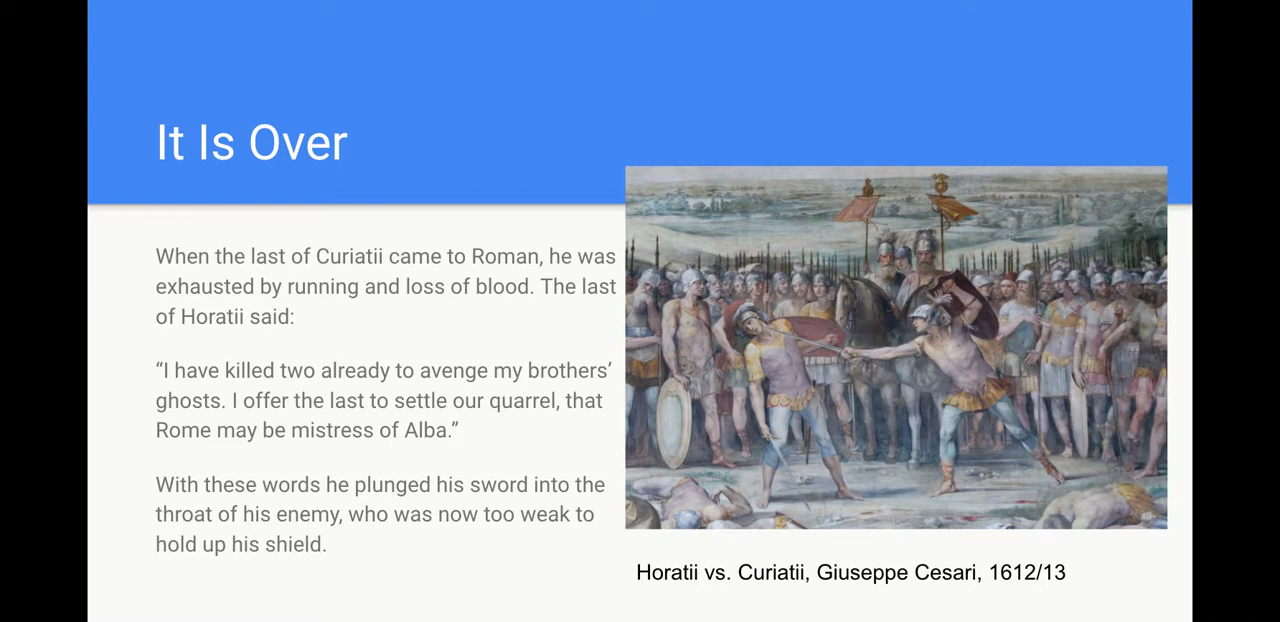 It Is Over
When the last of Curiatii came to Roman, he was
exhausted by running and loss of blood. The last
of Horatii said:
“I have killed two already to avenge my brothers’
ghosts. I offer the last to settle our quarrel, that
Rome may be mistress of Alba.”
With these words he plunged his sword into the
throat of his enemy, who was now too weak to
hold up his shield.
Horatii vs. Curiatii, Giuseppe Cesari, 1612/13